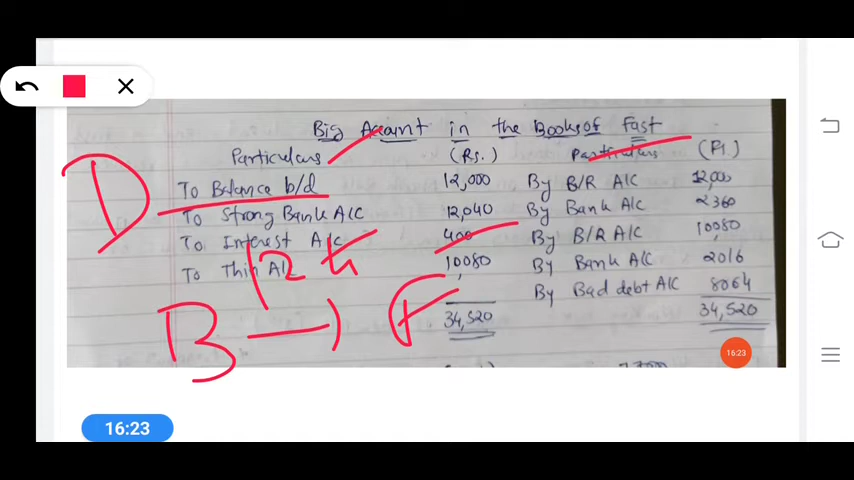 Big Account in the Books of Fast
Particulars (Rs.) Particulars
To Balance b/d 12,000 By B/R A/C 12,000
To Strong Bank A/C 12,040 By Bank A/C 2360
To Interest A/C 400 By B/R A/C 10080
To Thin A/C 10080 By Bank A/C 2016
By Bad debt A/C 8064
34,520 34,520
D
12 th
B → F
16:23
16:23